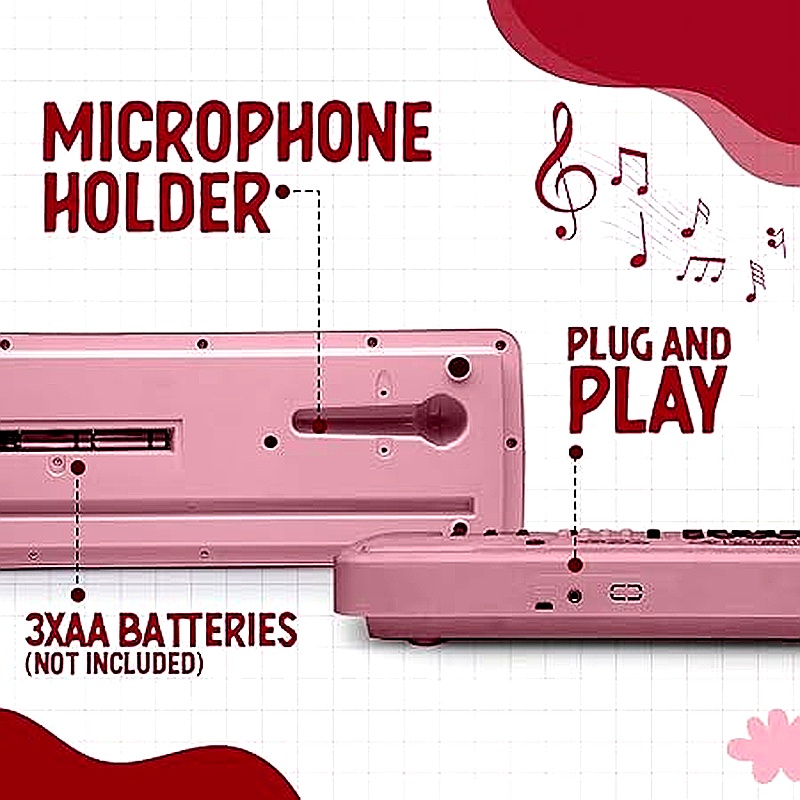 MICROPHONE
HOLDER
PLUG AND
PLAY
3XAA BATTERIES
(NOT INCLUDED)